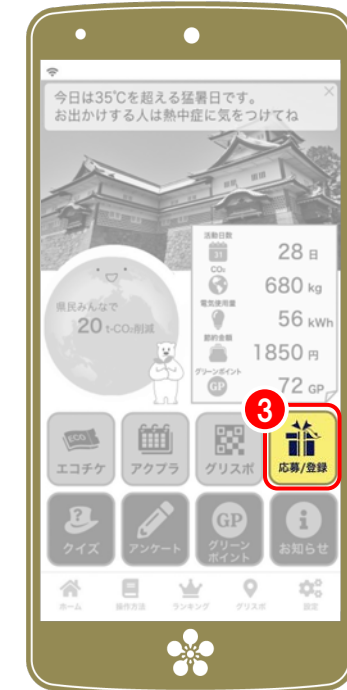 今日は35℃を超える猛暑日です。
お出かけする人は熱中症に気をつけてね
活動日数
31
28 日
CO₂
680 kg
電気使用量
56 kWh
節約金額
1850 円
グリーンポイント
GP
72 GP
県民みんなで
20 t-CO₂削減
3
ECO
エコチケ
アクプラ
グリスポ
応募/登録
?
クイズ
アンケート
GP
グリーン
ポイント
i
お知らせ
ホーム
操作方法
ランキング
グリスポ
設定